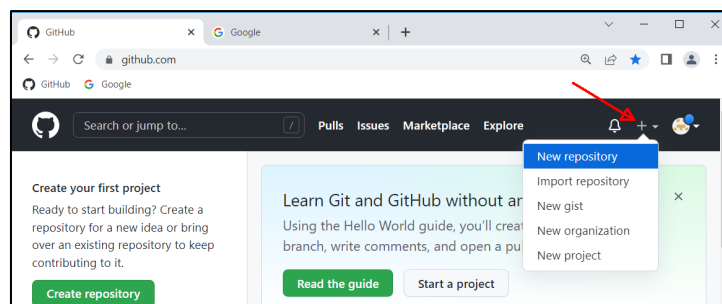 GitHub
Google
github.com
GitHub
Google
Search or jump to...
/
Pulls
Issues
Marketplace
Explore
New repository
Import repository
New gist
New organization
New project
Create your first project
Ready to start building? Create a
repository for a new idea or bring
over an existing repository to keep
contributing to it.
Create repository
Learn Git and GitHub without an
Using the Hello World guide, you'll crea
branch, write comments, and open a pu
Read the guide
Start a project